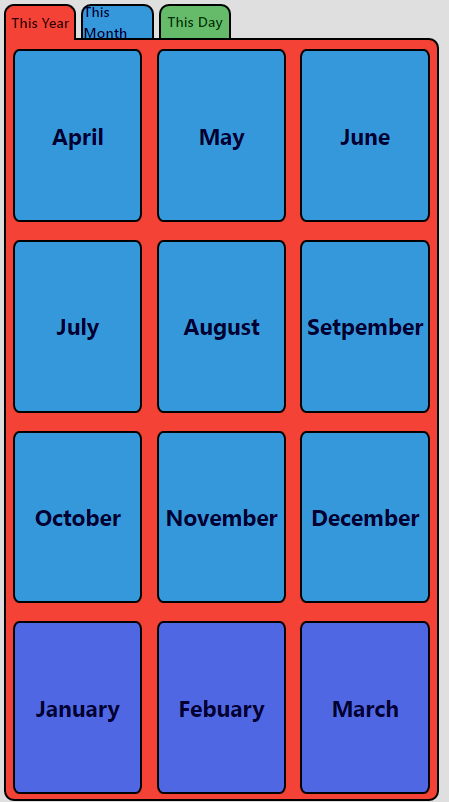 This Year
This
Month
This Day
April
May
June
July
August
Setpember
October
November
December
January
Febuary
March